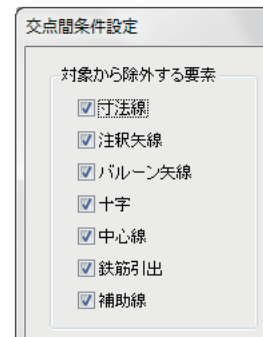 交点間条件設定
対象から除外する要素
寸法線
注釈矢線
バルーン矢線
十字
中心線
鉄筋引出
補助線